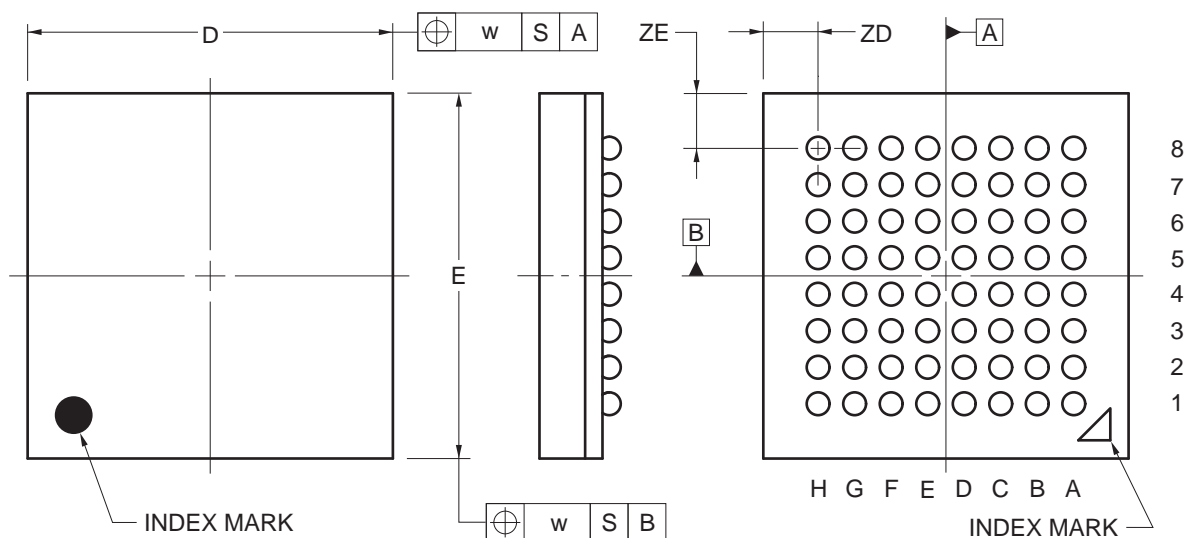 D
⌖ w S A
ZE
ZD
A
8
7
6
B
5
E
4
3
2
1
H G F E D C B A
INDEX MARK
⌖ w S B
INDEX MARK